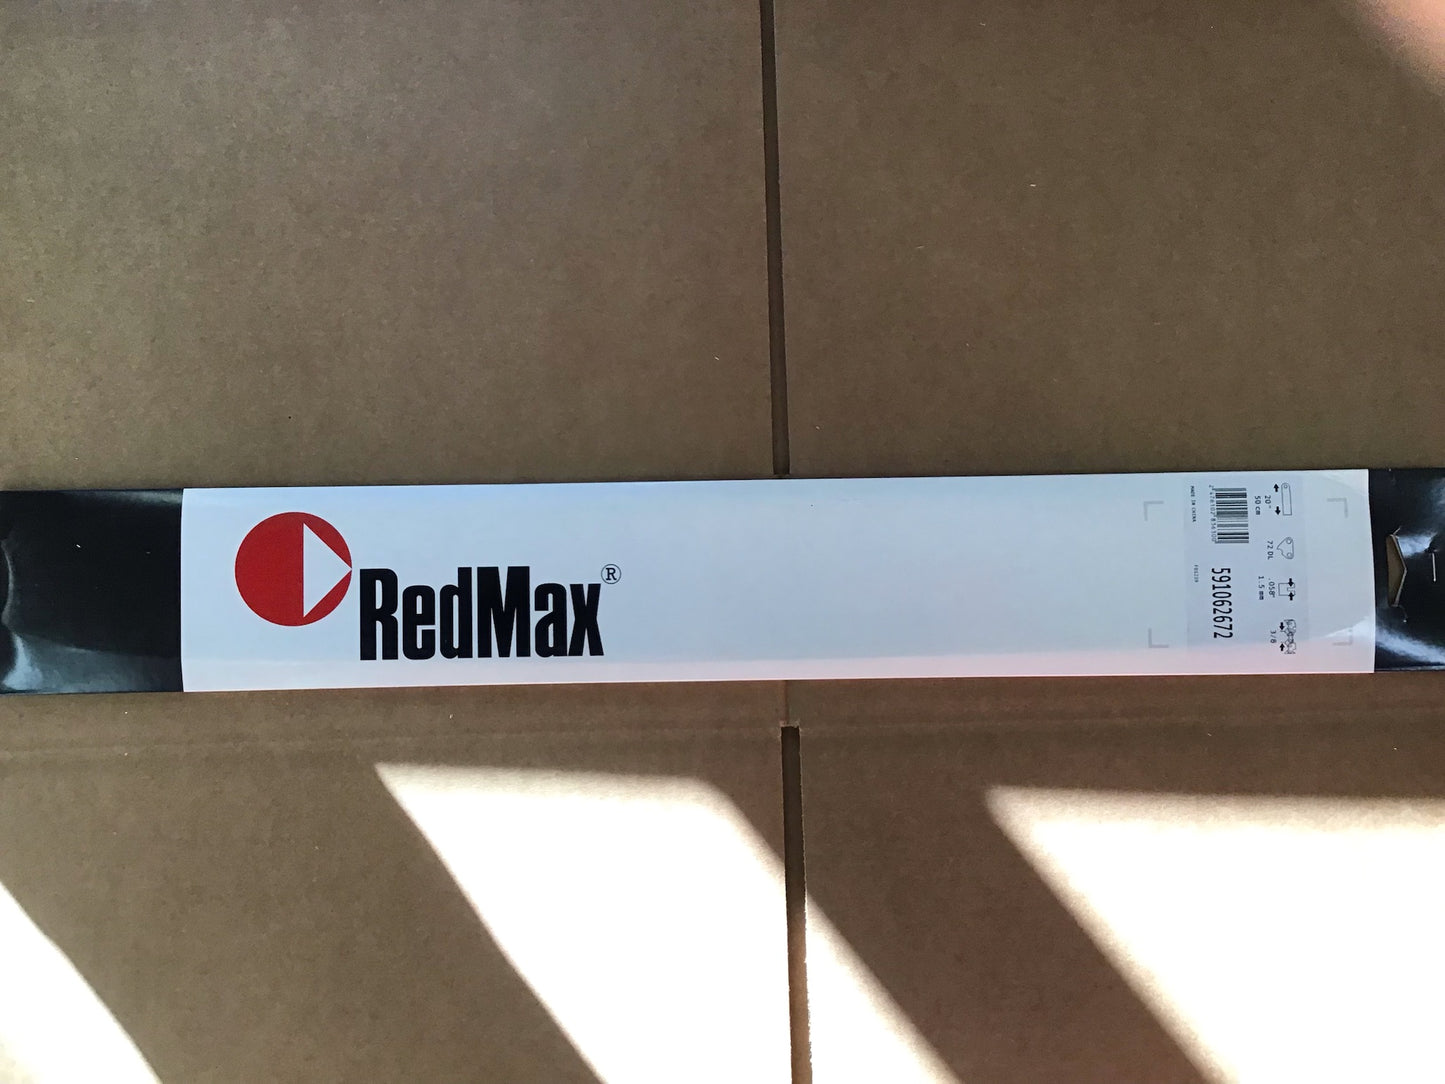 RedMax®
20"
50 cm
72 DL
.058"
1.5 mm
3/8
591062672
MADE IN CHINA